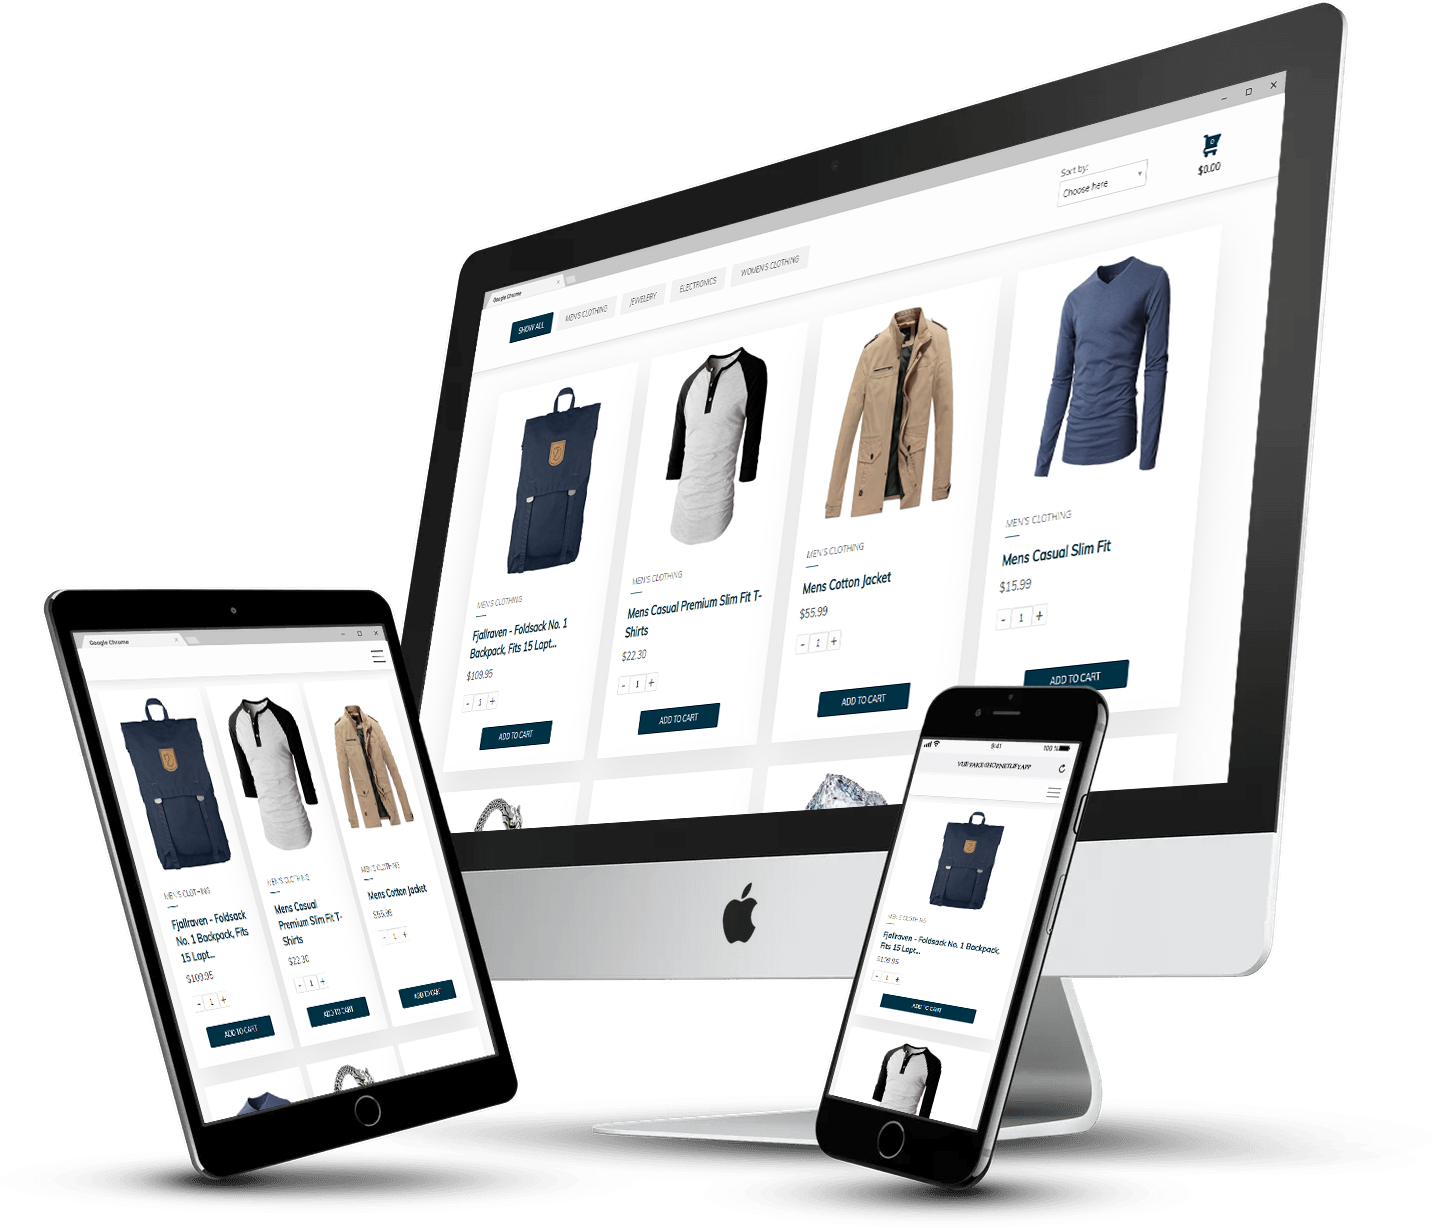 Google Chrome
Sort by:
Choose here
0
$0.00
SHOW ALL
MEN'S CLOTHING
JEWELERY
ELECTRONICS
WOMEN'S CLOTHING
MEN'S CLOTHING
Fjallraven - Foldsack No. 1
Backpack, Fits 15 Lapt...
$109.95
- 1 +
ADD TO CART
MEN'S CLOTHING
Mens Casual Premium Slim Fit T-
Shirts
$22.30
- 1 +
ADD TO CART
MEN'S CLOTHING
Mens Cotton Jacket
$55.99
- 1 +
ADD TO CART
MEN'S CLOTHING
Mens Casual Slim Fit
$15.99
- 1 +
ADD TO CART
Google Chrome
MEN'S CLOTHING
Fjallraven - Foldsack
No. 1 Backpack, Fits
15 Lapt...
$109.95
- 1 +
ADD TO CART
MEN'S CLOTHING
Mens Casual
Premium Slim Fit T-
Shirts
$22.30
- 1 +
ADD TO CART
MEN'S CLOTHING
Mens Cotton Jacket
$55.99
- 1 +
ADD TO CART
9:41
100 %
MEN'S CLOTHING
Fjallraven - Foldsack No. 1 Backpack,
Fits 15 Lapt...
$109.95
- 1 +
ADD TO CART